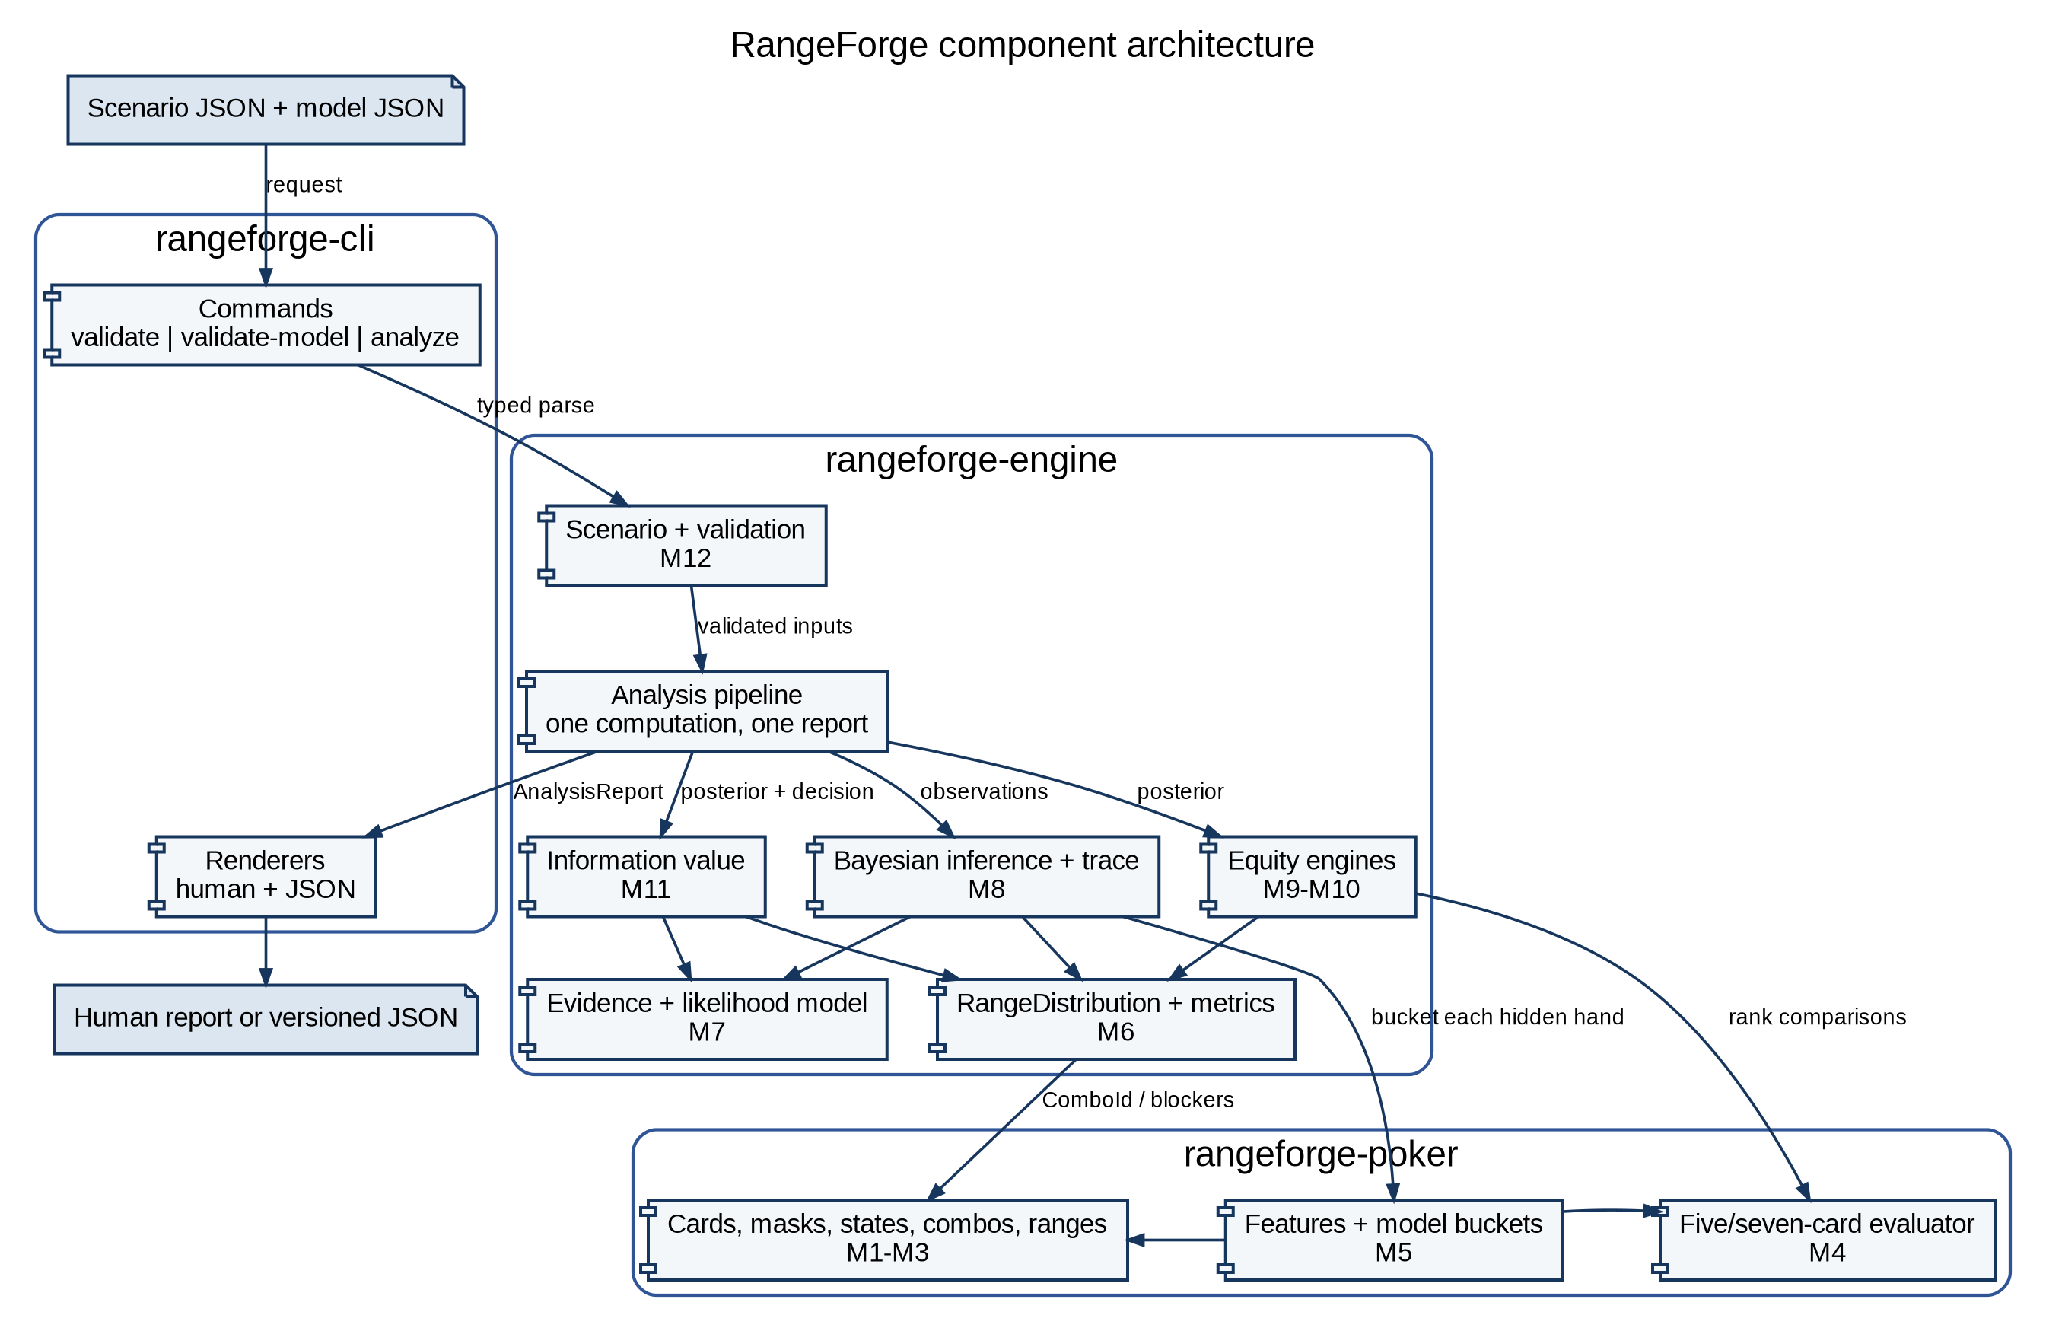 RangeForge component architecture
Scenario JSON + model JSON
request
rangeforge-cli
Commands
validate | validate-model | analyze
typed parse
rangeforge-engine
Scenario + validation
M12
validated inputs
Analysis pipeline
one computation, one report
AnalysisReport
posterior + decision
observations
posterior
Renderers
human + JSON
Information value
M11
Bayesian inference + trace
M8
Equity engines
M9-M10
Human report or versioned JSON
Evidence + likelihood model
M7
RangeDistribution + metrics
M6
bucket each hidden hand
rank comparisons
ComboId / blockers
rangeforge-poker
Cards, masks, states, combos, ranges
M1-M3
Features + model buckets
M5
Five/seven-card evaluator
M4